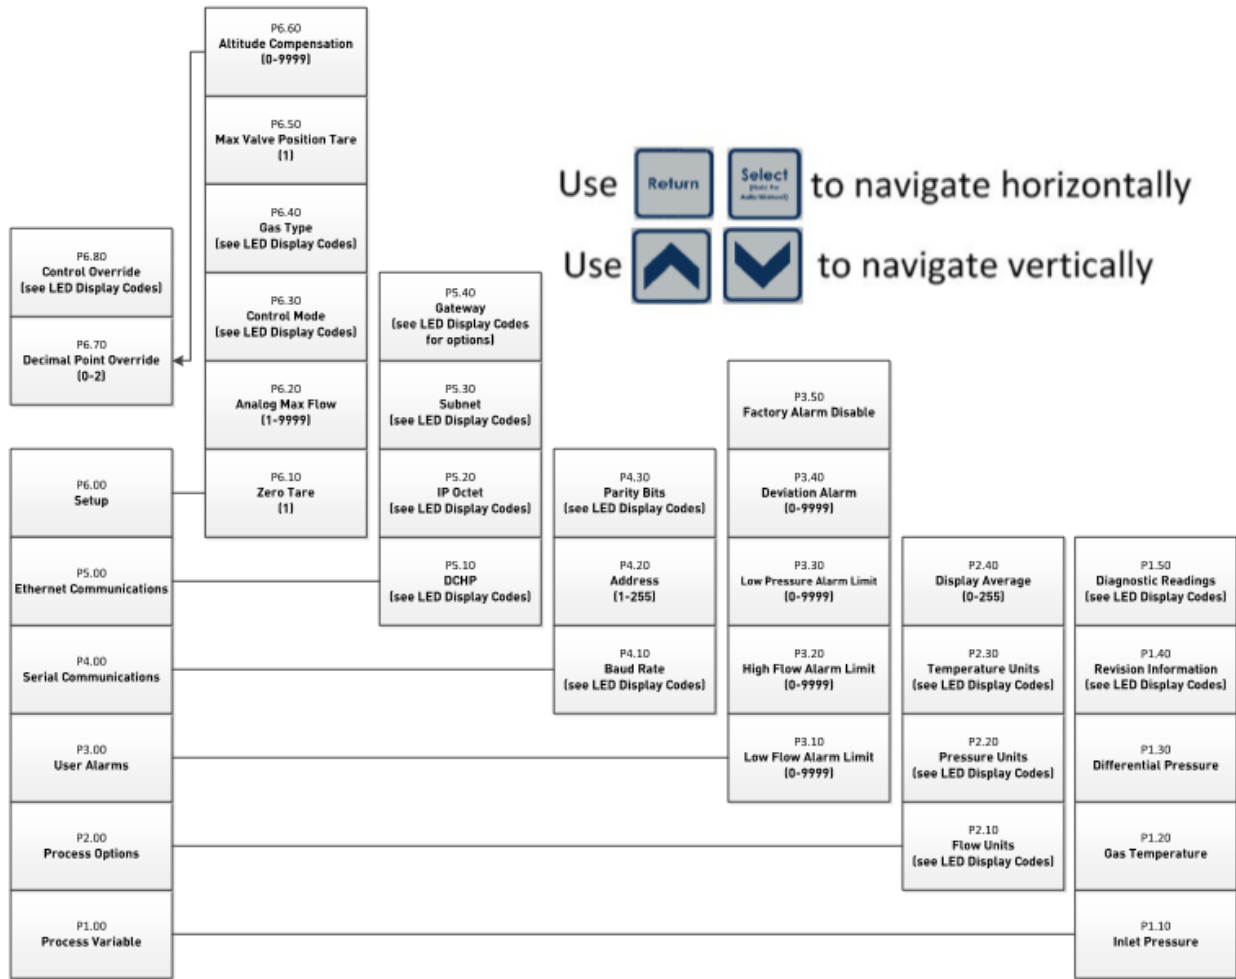 P6.60
Altitude Compensation
(0-9999)
P6.50
Max Valve Position Tare
(1)
P6.40
Gas Type
(see LED Display Codes)
P6.30
Control Mode
(see LED Display Codes)
P6.20
Analog Max Flow
(1-9999)
P6.10
Zero Tare
(1)
P6.80
Control Override
(see LED Display Codes)
P6.70
Decimal Point Override
(0-2)
Use Return Select to navigate horizontally
Use to navigate vertically
P6.00
Setup
P5.00
Ethernet Communications
P4.00
Serial Communications
P3.00
User Alarms
P2.00
Process Options
P1.00
Process Variable
P5.40
Gateway
(see LED Display Codes
for options)
P5.30
Subnet
(see LED Display Codes)
P5.20
IP Octet
(see LED Display Codes)
P5.10
DCHP
(see LED Display Codes)
P4.30
Parity Bits
(see LED Display Codes)
P4.20
Address
(1-255)
P4.10
Baud Rate
(see LED Display Codes)
P3.50
Factory Alarm Disable
P3.40
Deviation Alarm
(0-9999)
P3.30
Low Pressure Alarm Limit
(0-9999)
P3.20
High Flow Alarm Limit
(0-9999)
P3.10
Low Flow Alarm Limit
(0-9999)
P2.40
Display Average
(0-255)
P2.30
Temperature Units
(see LED Display Codes)
P2.20
Pressure Units
(see LED Display Codes)
P2.10
Flow Units
(see LED Display Codes)
P1.50
Diagnostic Readings
(see LED Display Codes)
P1.40
Revision Information
(see LED Display Codes)
P1.30
Differential Pressure
P1.20
Gas Temperature
P1.10
Inlet Pressure